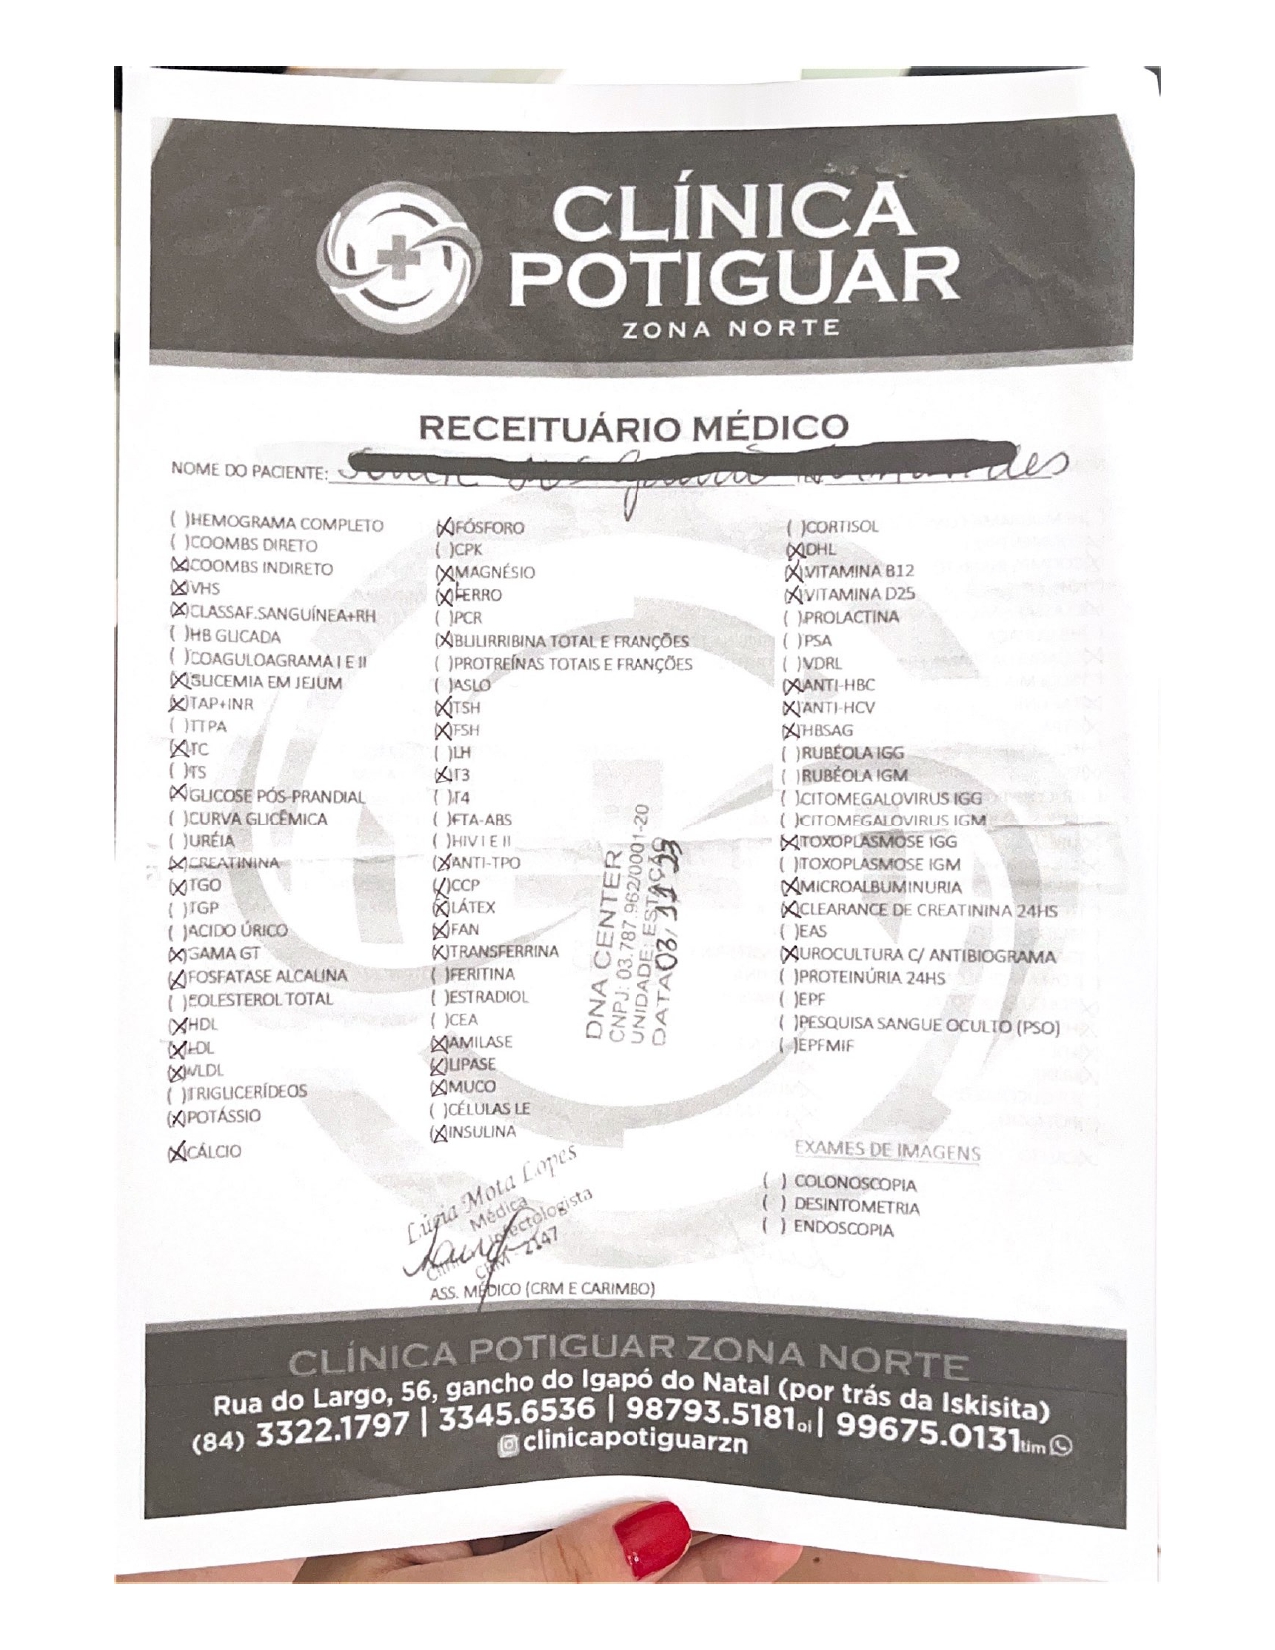 CLÍNICA
POTIGUAR
ZONA NORTE
RECEITUÁRIO MÉDICO
NOME DO PACIENTE:
( )HEMOGRAMA COMPLETO
( )COOMBS DIRETO
(X)COOMBS INDIRETO
(X)VHS
(X)CLASSAF.SANGUÍNEA+RH
( )HB GLICADA
( )COAGULOAGRAMA I E II
(X)GLICEMIA EM JEJUM
(X)TAP+INR
( )TTPA
(X)TC
( )TS
(X)GLICOSE PÓS-PRANDIAL
( )CURVA GLICÊMICA
( )URÉIA
(X)CREATININA
(X)TGO
( )TGP
( )ACIDO ÚRICO
(X)GAMA GT
(X)FOSFATASE ALCALINA
( )COLESTEROL TOTAL
(X)HDL
(X)LDL
(X)VLDL
( )TRIGLICERÍDEOS
(X)POTÁSSIO
(X)CÁLCIO
(X)FÓSFORO
( )CPK
(X)MAGNÉSIO
(X)FERRO
( )PCR
(X)BLILIRRIBINA TOTAL E FRANÇÕES
( )PROTREÍNAS TOTAIS E FRANÇÕES
( )ASLO
(X)TSH
(X)FSH
( )LH
(X)T3
( )T4
( )FTA-ABS
( )HIV I E II
(X)ANTI-TPO
(X)CCP
(X)LÁTEX
(X)FAN
(X)TRANSFERRINA
( )FERITINA
( )ESTRADIOL
( )CEA
(X)AMILASE
(X)LIPASE
(X)MUCO
( )CÉLULAS LE
(X)INSULINA
DNA CENTER
CNPJ: 03.787.962/0001-20
UNIDADE: ESTAÇÃO
DATA 03/11 23
( )CORTISOL
(X)DHL
(X)VITAMINA B12
(X)VITAMINA D25
( )PROLACTINA
( )PSA
( )VDRL
(X)ANTI-HBC
(X)ANTI-HCV
(X)HBSAG
( )RUBÉOLA IGG
( )RUBÉOLA IGM
( )CITOMEGALOVIRUS IGG
( )CITOMEGALOVIRUS IGM
(X)TOXOPLASMOSE IGG
( )TOXOPLASMOSE IGM
(X)MICROALBUMINURIA
(X)CLEARANCE DE CREATININA 24HS
( )EAS
(X)UROCULTURA C/ ANTIBIOGRAMA
( )PROTEINÚRIA 24HS
( )EPF
( )PESQUISA SANGUE OCULTO (PSO)
( )EPFMIF
EXAMES DE IMAGENS
( ) COLONOSCOPIA
( ) DESINTOMETRIA
( ) ENDOSCOPIA
Lúgia Mota Lopes
Médica
Infectologista
CRM - 2147
ASS. MÉDICO (CRM E CARIMBO)
CLÍNICA POTIGUAR ZONA NORTE
Rua do Largo, 56, gancho do Igapó do Natal (por trás da Iskisita)
(84) 3322.1797 | 3345.6536 | 98793.5181oi | 99675.0131tim
clinicapotiguarzn